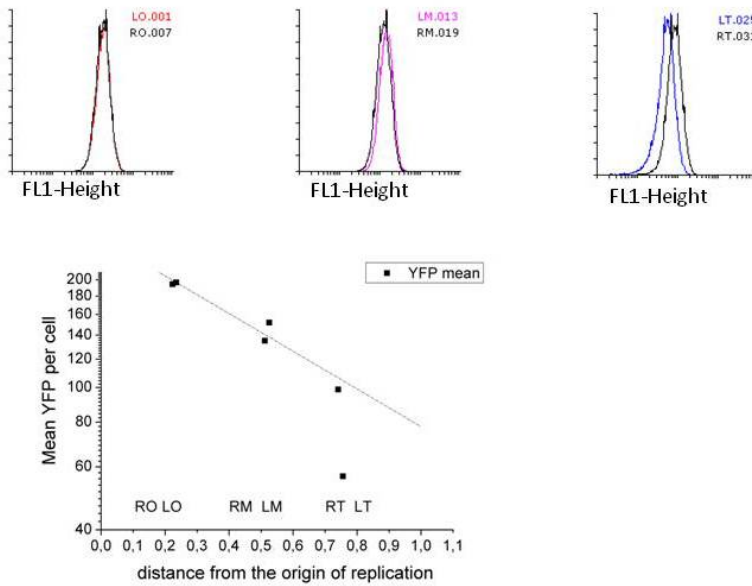 LO.001
RO.007
LM.013
RM.019
LT.025
RT.031
FL1-Height
FL1-Height
FL1-Height
YFP mean
Mean YFP per cell
200
180
160
140
120
100
80
60
40
RO LO
RM LM
RT LT
0,0 0,1 0,2 0,3 0,4 0,5 0,6 0,7 0,8 0,9 1,0 1,1
distance from the origin of replication